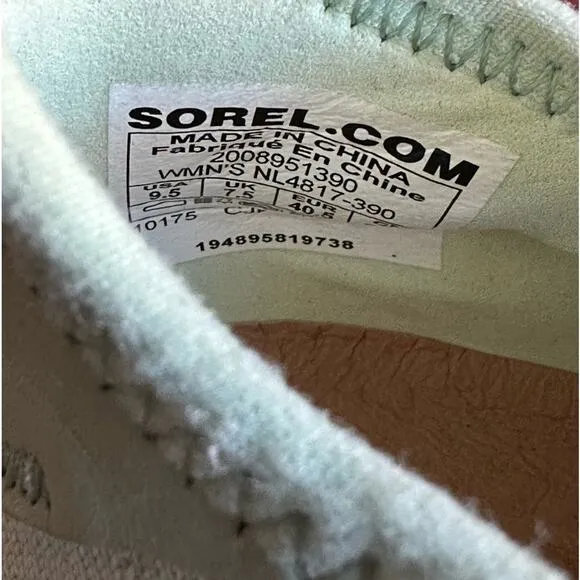 SOREL.COM
MADE IN CHINA
Fabriqué En Chine
2008951390
WMN'S NL4817-390
USA UK EUR
9.5 7.5 40.5
10175
194895819738